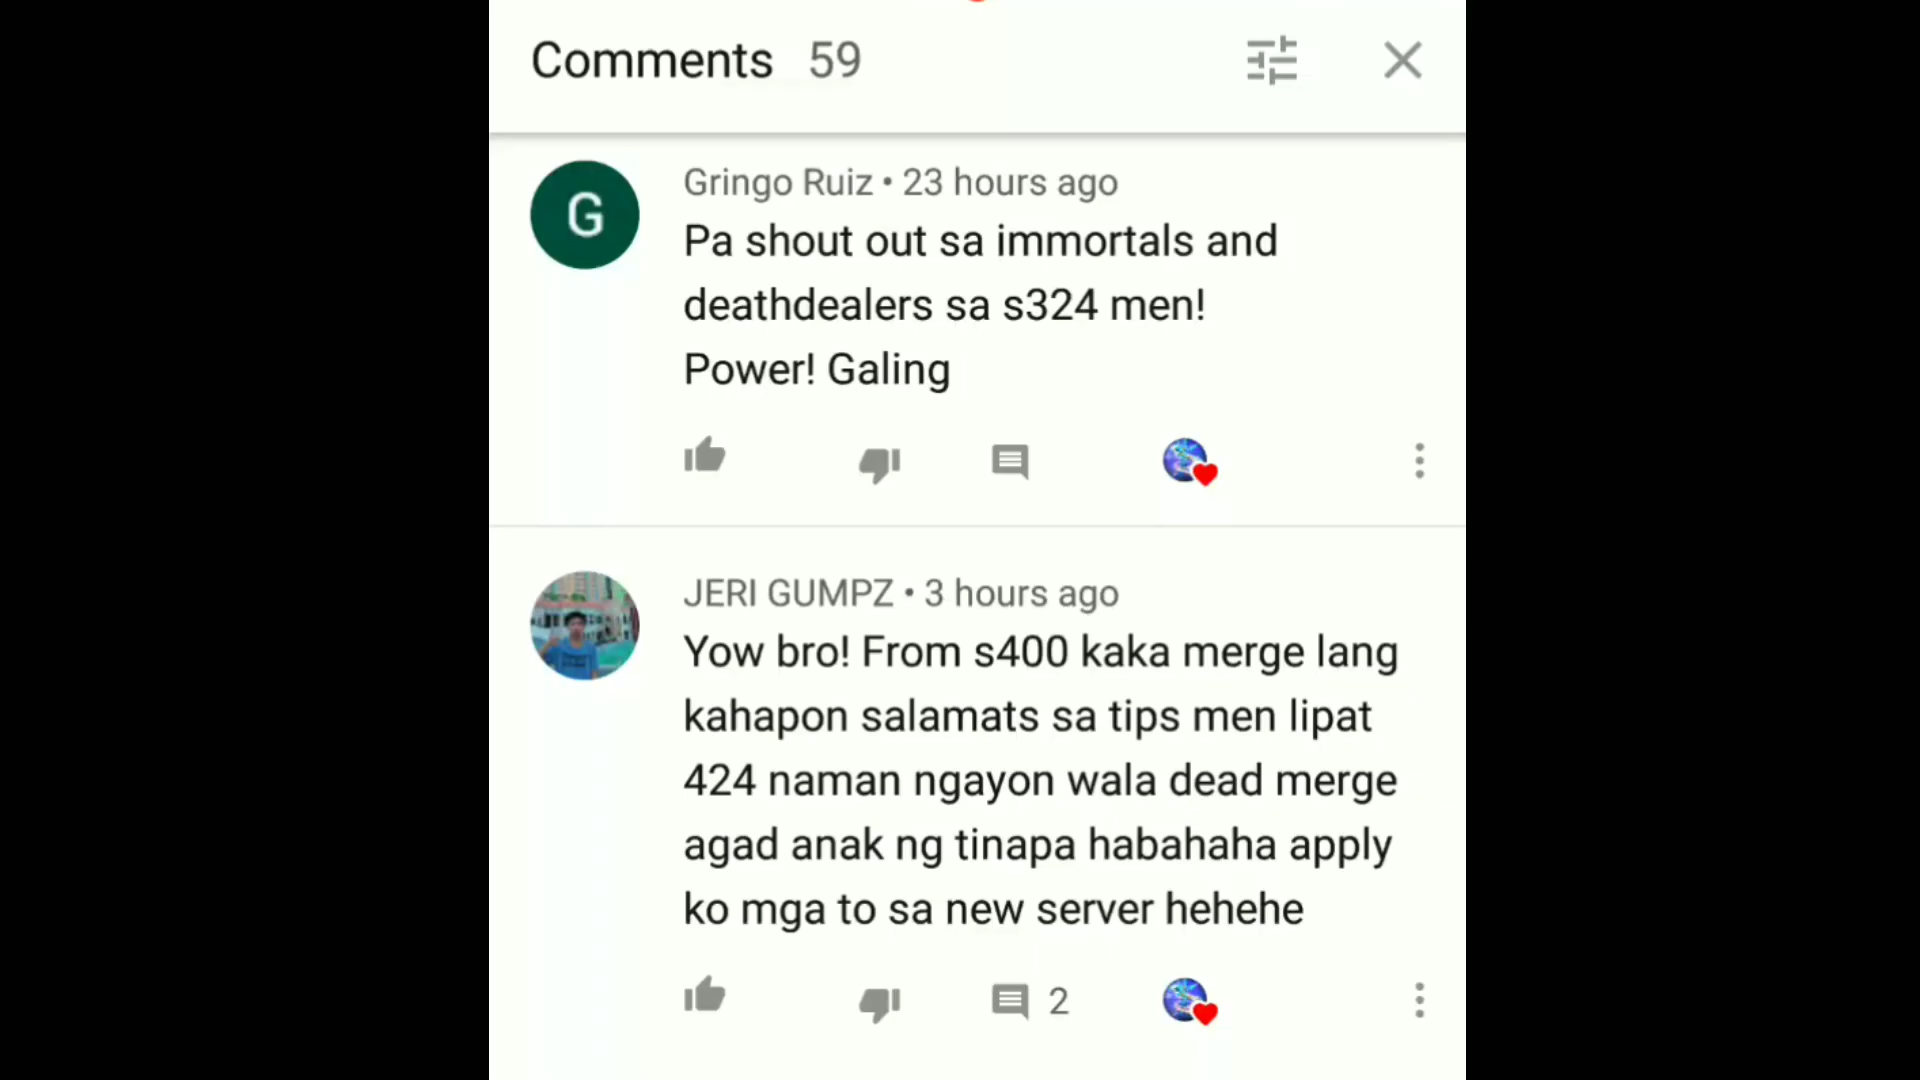 Comments 59
G
Gringo Ruiz • 23 hours ago
Pa shout out sa immortals and
deathdealers sa s324 men!
Power! Galing
JERI GUMPZ • 3 hours ago
Yow bro! From s400 kaka merge lang
kahapon salamats sa tips men lipat
424 naman ngayon wala dead merge
agad anak ng tinapa habahaha apply
ko mga to sa new server hehehe
2